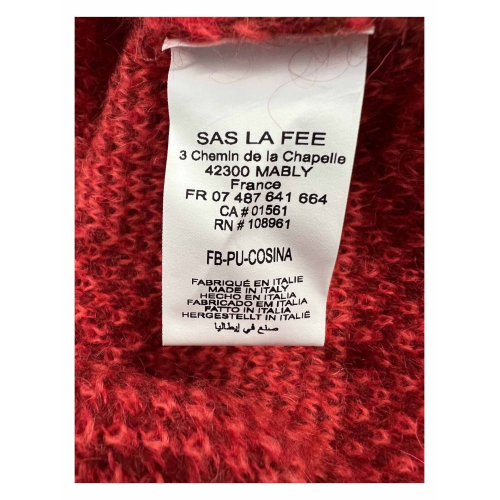 SAS LA FEE
3 Chemin de la Chapelle
42300 MABLY
France
FR 07 487 641 664
CA # 01561
RN # 108961
FB-PU-COSINA
FABRIQUÉ EN ITALIE
MADE IN ITALY
HECHO EN ITALIA
FABRICADO EM ITALIA
FATTO IN ITALIA
HERGESTELLT IN ITALIÉ
صنع في إيطاليا